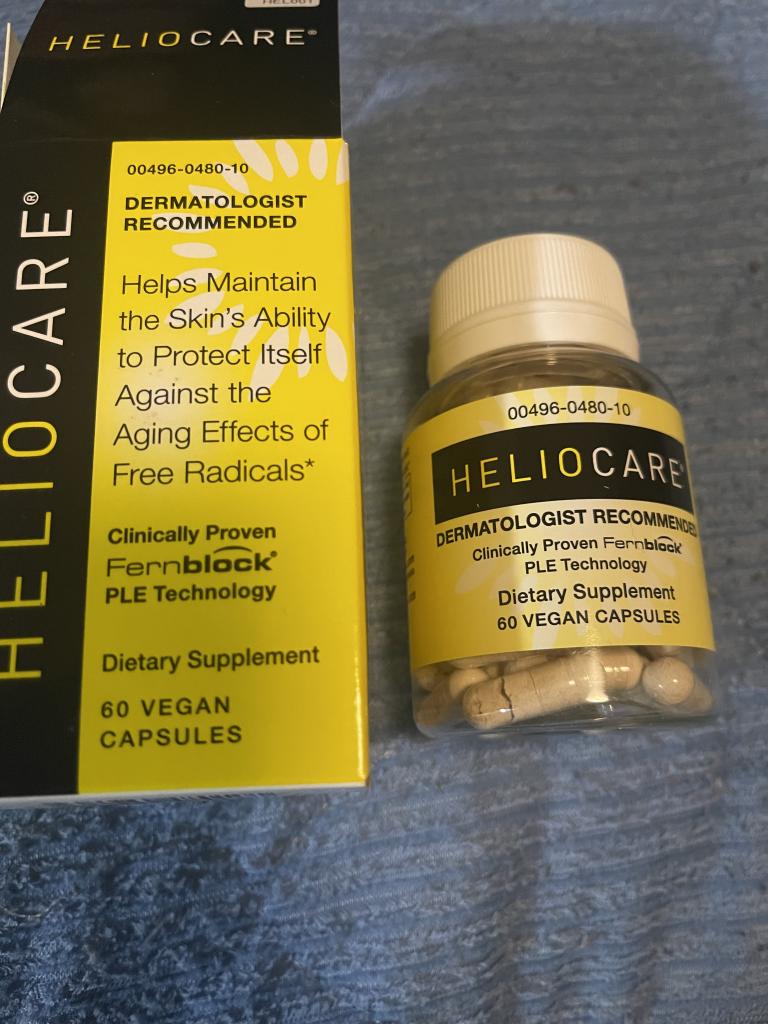 HELIOCARE®
HELIOCARE®
00496-0480-10
DERMATOLOGIST
RECOMMENDED
Helps Maintain
the Skin's Ability
to Protect Itself
Against the
Aging Effects of
Free Radicals*
Clinically Proven
Fernblock®
PLE Technology
Dietary Supplement
60 VEGAN
CAPSULES
00496-0480-10
HELIOCARE®
DERMATOLOGIST RECOMMENDED
Clinically Proven Fernblock®
PLE Technology
Dietary Supplement
60 VEGAN CAPSULES